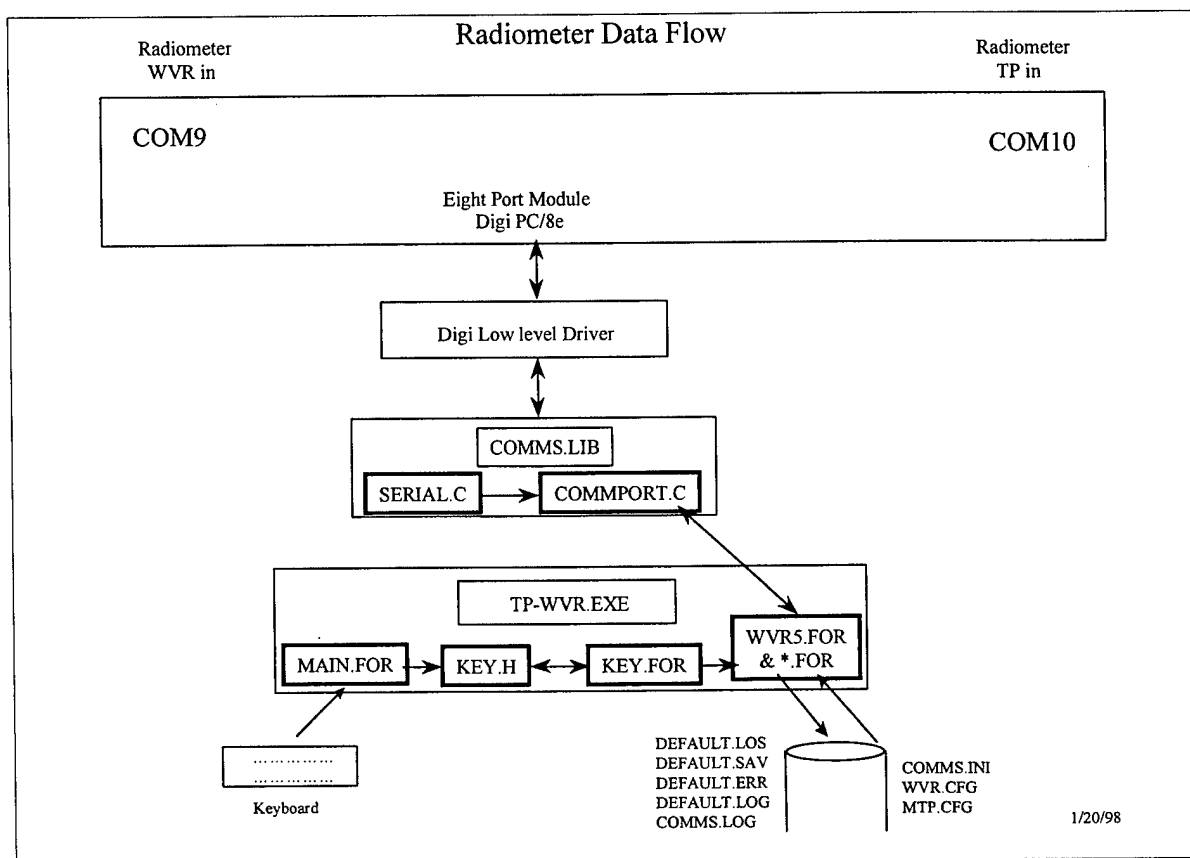 Radiometer Data Flow
Radiometer
WVR in
Radiometer
TP in
COM9
COM10
Eight Port Module
Digi PC/8e
Digi Low level Driver
COMMS.LIB
SERIAL.C
COMMPORT.C
TP-WVR.EXE
MAIN.FOR
KEY.H
KEY.FOR
WVR5.FOR
& *.FOR
Keyboard
DEFAULT.LOS
DEFAULT.SAV
DEFAULT.ERR
DEFAULT.LOG
COMMS.LOG
COMMS.INI
WVR.CFG
MTP.CFG
1/20/98